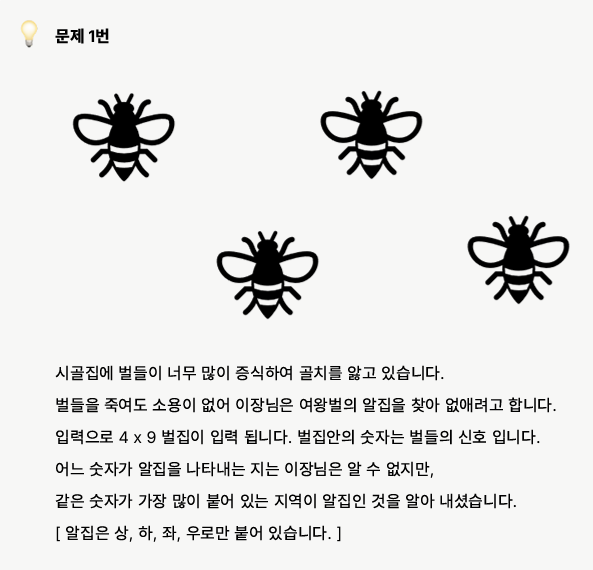 문제 1번
시골집에 벌들이 너무 많이 증식하여 골치를 앓고 있습니다.
벌들을 죽여도 소용이 없어 이장님은 여왕벌의 알집을 찾아 없애려고 합니다.
입력으로 4 x 9 벌집이 입력 됩니다. 벌집안의 숫자는 벌들의 신호 입니다.
어느 숫자가 알집을 나타내는 지는 이장님은 알 수 없지만,
같은 숫자가 가장 많이 붙어 있는 지역이 알집인 것을 알아 내셨습니다.
[ 알집은 상, 하, 좌, 우로만 붙어 있습니다. ]